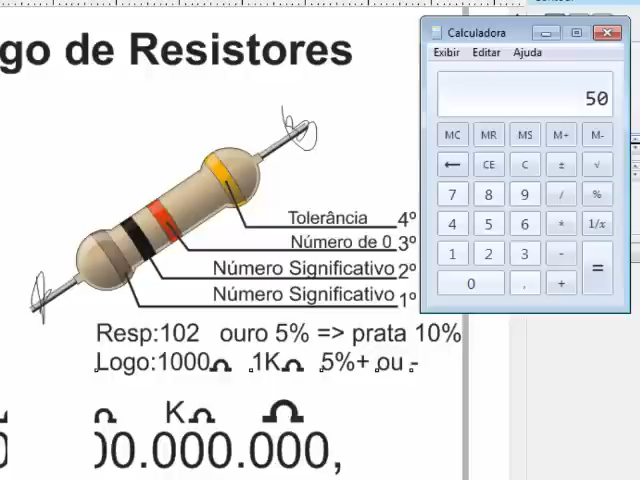 go de Resistores
Tolerância 4º
Número de 0 3º
Número Significativo 2º
Número Significativo 1º
Resp:102 ouro 5% => prata 10%
Logo:1000Ω 1KΩ 5%+ ou -
Ω KΩ Ω
00.000.000,
Calculadora
Exibir Editar Ajuda
50
MC MR MS M+ M-
← CE C ± √
7 8 9 / %
4 5 6 * 1/x
1 2 3 - =
0 , +